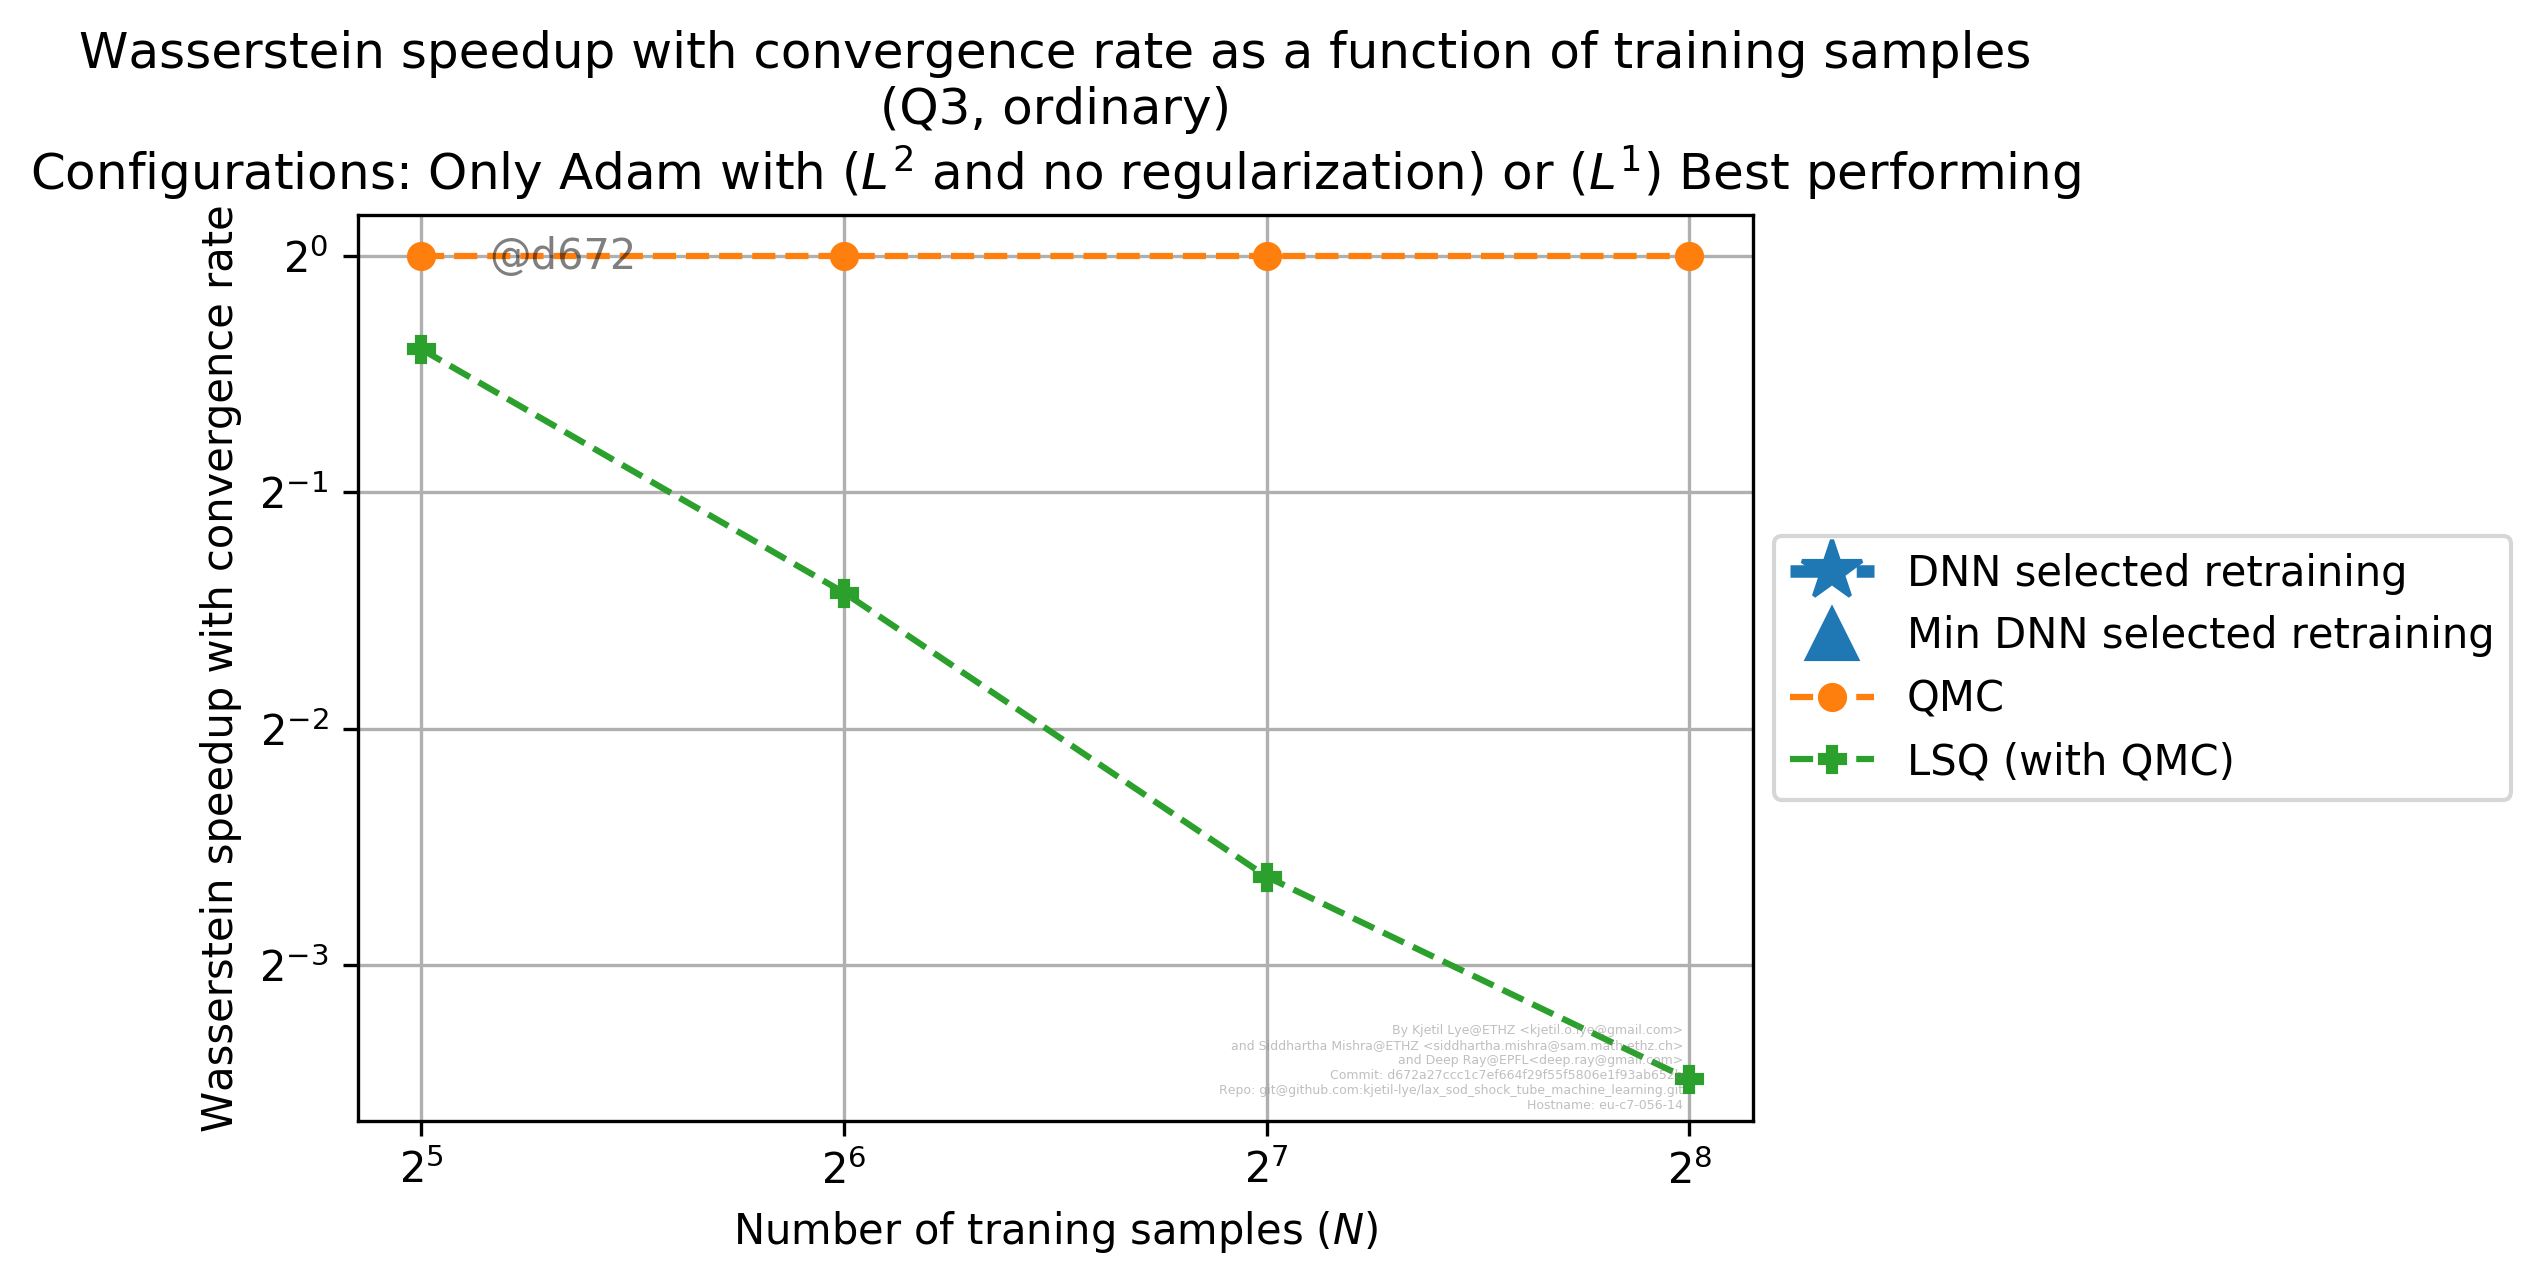 Wasserstein speedup with convergence rate as a function of training samples
(Q3, ordinary)
Configurations: Only Adam with (L² and no regularization) or (L¹) Best performing
Wasserstein speedup with convergence rate
2⁰
2⁻¹
2⁻²
2⁻³
@d672
By Kjetil Lye@ETHZ <kjetil.o.lye@gmail.com>
and Siddhartha Mishra@ETHZ <siddhartha.mishra@sam.math.ethz.ch>
and Deep Ray@EPFL<deep.ray@gmail.com>
Commit:
Repo: git@github.com:kjetil-lye/lax_sod_shock_tube_machine_learning.git
Hostname: eu-c7-056-14
2⁵
2⁶
2⁷
2⁸
Number of traning samples (N)
DNN selected retraining
Min DNN selected retraining
QMC
LSQ (with QMC)